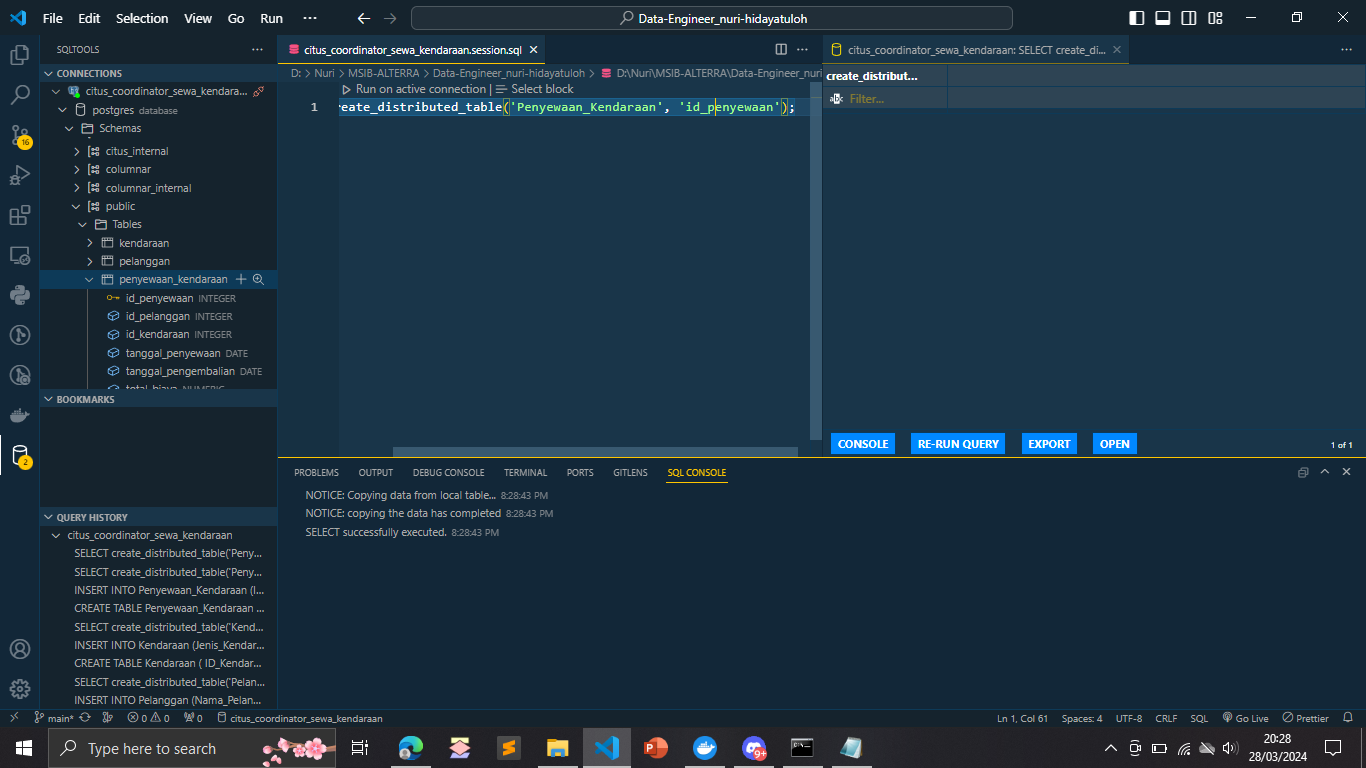 File Edit Selection View Go Run ··· Data-Engineer_nuri-hidayatuloh
SQLTOOLS
CONNECTIONS
citus_coordinator_sewa_kendara...
postgres database
Schemas
citus_internal
columnar
columnar_internal
public
Tables
kendaraan
pelanggan
penyewaan_kendaraan
id_penyewaan INTEGER
id_pelanggan INTEGER
id_kendaraan INTEGER
tanggal_penyewaan DATE
tanggal_pengembalian DATE
total_biaya NUMERIC
BOOKMARKS
QUERY HISTORY
citus_coordinator_sewa_kendaraan
SELECT create_distributed_table('Peny...
SELECT create_distributed_table('Peny...
INSERT INTO Penyewaan_Kendaraan (I...
CREATE TABLE Penyewaan_Kendaraan ...
SELECT create_distributed_table('Kend...
INSERT INTO Kendaraan (Jenis_Kendar...
CREATE TABLE Kendaraan ( ID_Kendar...
SELECT create_distributed_table('Pelan...
INSERT INTO Pelanggan (Nama_Pelan...
16
2
citus_coordinator_sewa_kendaraan.session.sql
D: > Nuri > MSIB-ALTERRA > Data-Engineer_nuri-hidayatuloh > D:\Nuri\MSIB-ALTERRA\Data-Engineer_nuri
Run on active connection | Select block
1 reate_distributed_table('Penyewaan_Kendaraan', 'id_penyewaan');
citus_coordinator_sewa_kendaraan: SELECT create_di...
create_distribut...
Filter...
CONSOLE RE-RUN QUERY EXPORT OPEN 1 of 1
PROBLEMS OUTPUT DEBUG CONSOLE TERMINAL PORTS GITLENS SQL CONSOLE
NOTICE: Copying data from local table... 8:28:43 PM
NOTICE: copying the data has completed 8:28:43 PM
SELECT successfully executed. 8:28:43 PM
main* 0 0 0 citus_coordinator_sewa_kendaraan Ln 1, Col 61 Spaces: 4 UTF-8 CRLF SQL Go Live Prettier
Type here to search 9+ 20:28
28/03/2024